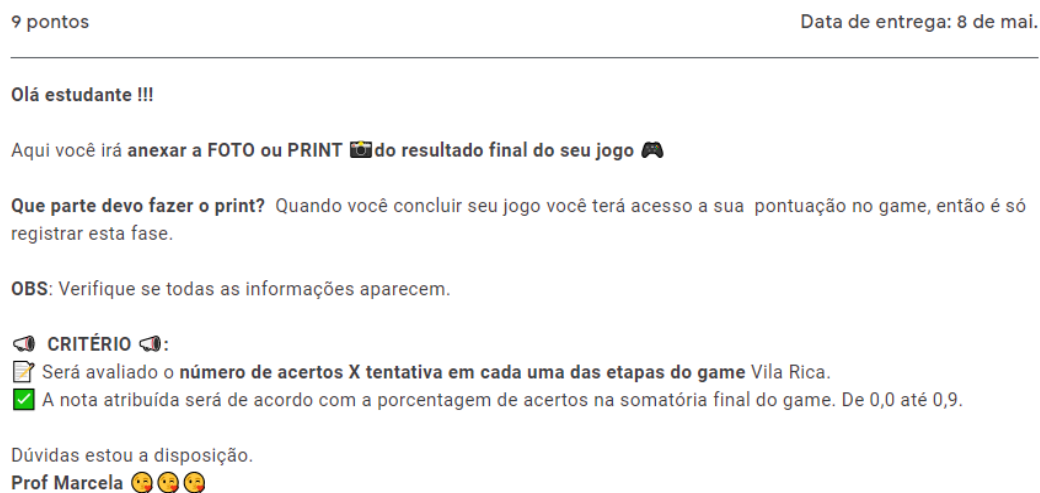 9 pontos
Data de entrega: 8 de mai.
Olá estudante !!!
Aqui você irá anexar a FOTO ou PRINT 📸do resultado final do seu jogo 🎮
Que parte devo fazer o print?  Quando você concluir seu jogo você terá acesso a sua  pontuação no game, então é só
registrar esta fase.
OBS: Verifique se todas as informações aparecem.
📢 CRITÉRIO 📢:
📝 Será avaliado o número de acertos X tentativa em cada uma das etapas do game Vila Rica.
✅ A nota atribuída será de acordo com a porcentagem de acertos na somatória final do game. De 0,0 até 0,9.
Dúvidas estou a disposição.
Prof Marcela 😘😘😘